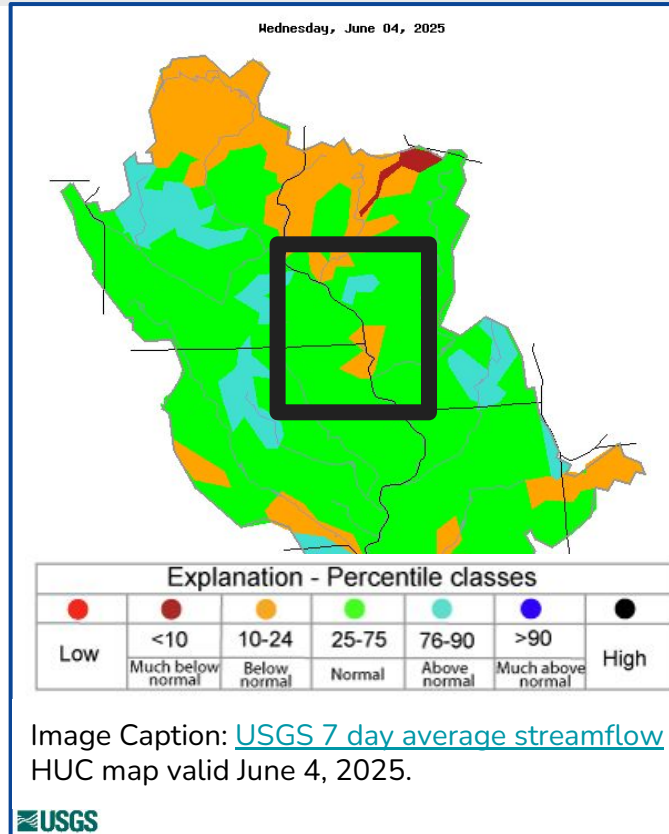 Wednesday, June 04, 2025
Explanation - Percentile classes
Low
<10
10-24
25-75
76-90
>90
High
Much below normal
Below normal
Normal
Above normal
Much above normal
Image Caption: USGS 7 day average streamflow
HUC map valid June 4, 2025.
USGS